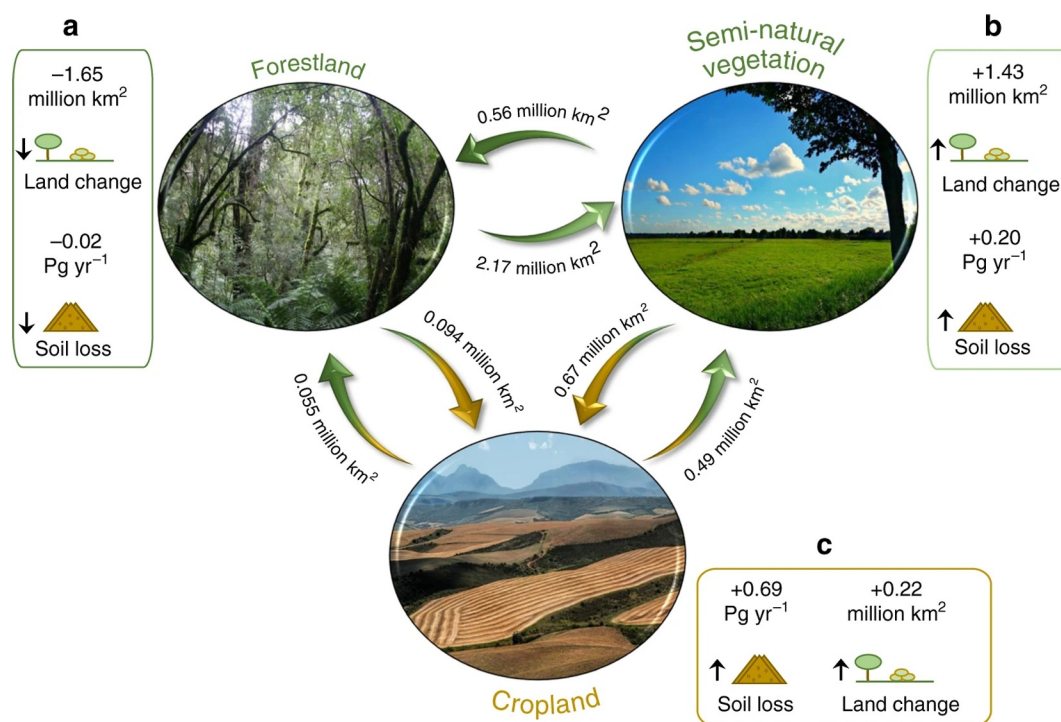 a
−1.65
million km²
Land change
−0.02
Pg yr⁻¹
Soil loss
Forestland
Semi-natural
vegetation
b
+1.43
million km²
Land change
+0.20
Pg yr⁻¹
Soil loss
0.56 million km²
2.17 million km²
0.094 million km²
0.055 million km²
0.67 million km²
0.49 million km²
Cropland
c
+0.69
Pg yr⁻¹
Soil loss
+0.22
million km²
Land change